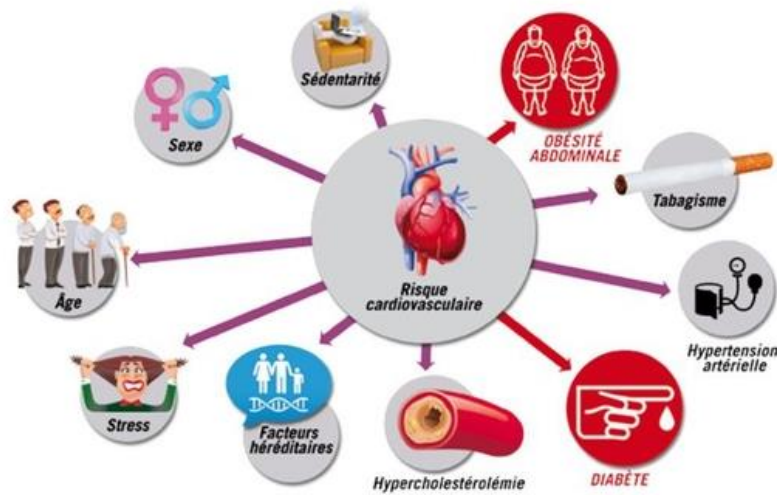 Sédentarité
OBÉSITÉ
ABDOMINALE
Sexe
Tabagisme
Risque
cardiovasculaire
Âge
Hypertension
artérielle
Stress
Facteurs
héréditaires
Hypercholestérolémie
DIABÈTE